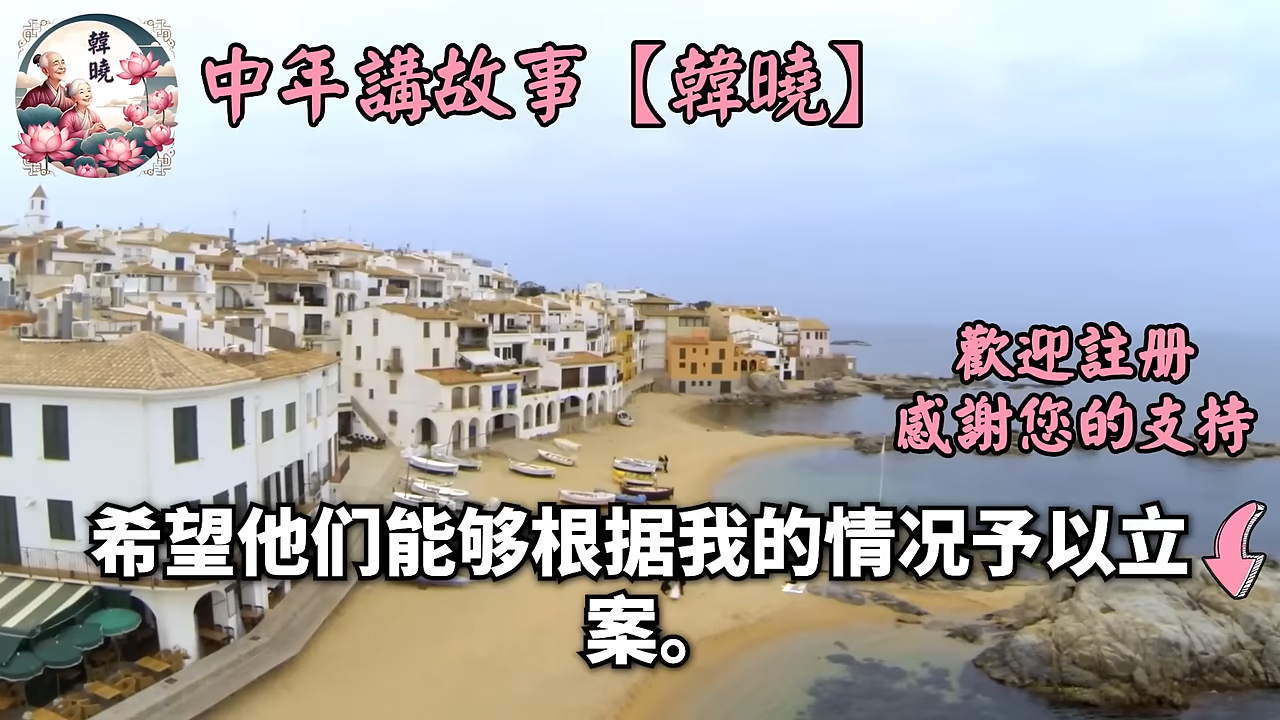 韓
曉
中年講故事【韓曉】
歡迎註册
感謝您的支持
希望他们能够根据我的情况予以立
案。